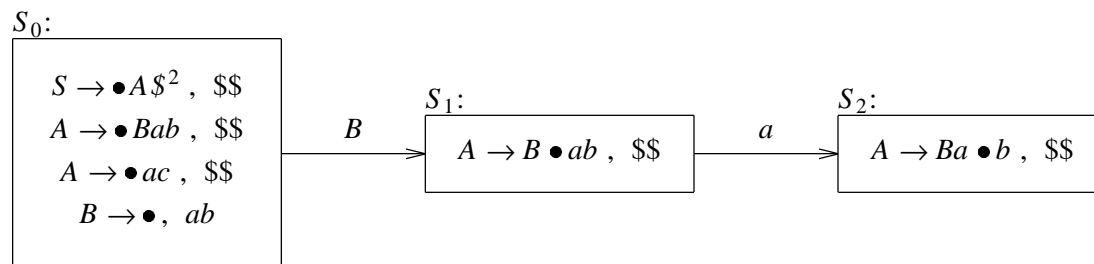 S₀:
S → • A$² , $$
A → • Bab , $$
A → • ac , $$
B → • , ab
B
S₁:
A → B • ab , $$
a
S₂:
A → Ba • b , $$